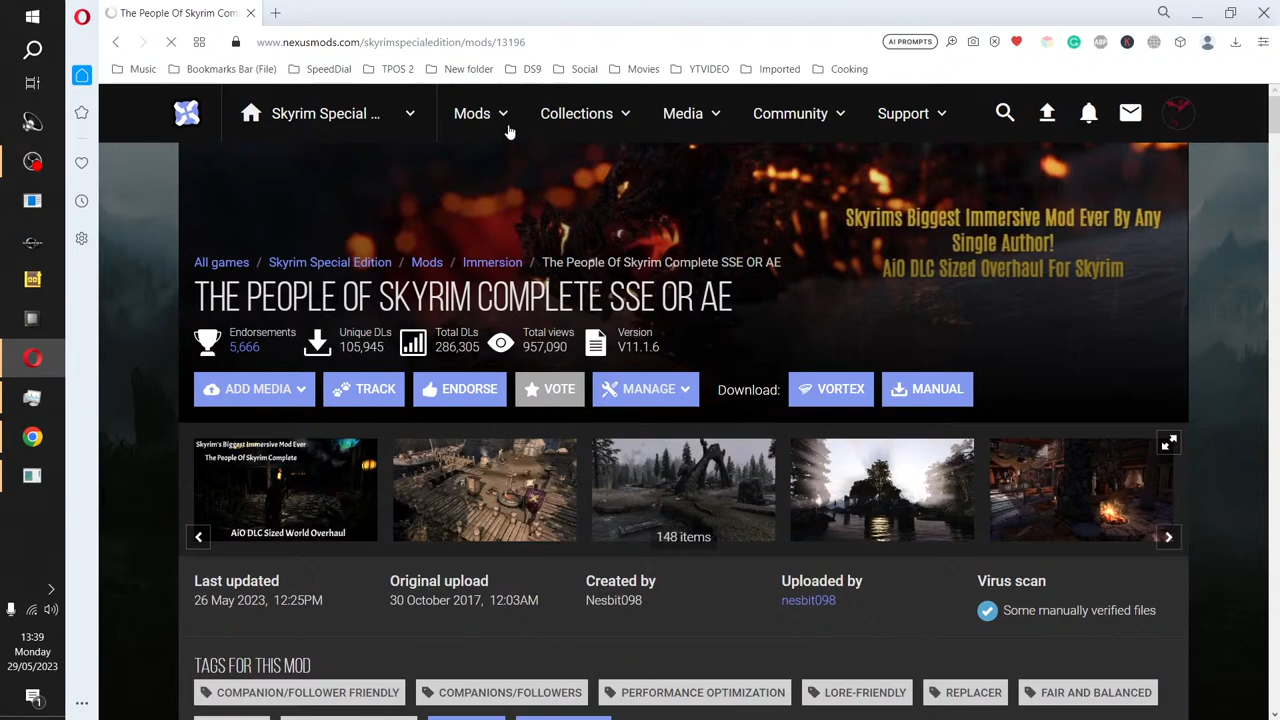 The People Of Skyrim Com
www.nexusmods.com/skyrimspecialedition/mods/13196
AI PROMPTS
Music
Bookmarks Bar (File)
SpeedDial
TPOS 2
New folder
DS9
Social
Movies
YTVIDEO
Imported
Cooking
Skyrim Special ...
Mods
Collections
Media
Community
Support
Skyrims Biggest Immersive Mod Ever By Any
Single Author!
AiO DLC Sized Overhaul For Skyrim
All games / Skyrim Special Edition / Mods / Immersion / The People Of Skyrim Complete SSE OR AE
THE PEOPLE OF SKYRIM COMPLETE SSE OR AE
Endorsements
5,666
Unique DLs
105,945
Total DLs
286,305
Total views
957,090
Version
V11.1.6
ADD MEDIA
TRACK
ENDORSE
VOTE
MANAGE
Download:
VORTEX
MANUAL
Skyrim's Biggest Immersive Mod Ever
The People Of Skyrim Complete
AiO DLC Sized World Overhaul
148 items
Last updated
26 May 2023, 12:25PM
Original upload
30 October 2017, 12:03AM
Created by
Nesbit098
Uploaded by
nesbit098
Virus scan
Some manually verified files
TAGS FOR THIS MOD
COMPANION/FOLLOWER FRIENDLY
COMPANIONS/FOLLOWERS
PERFORMANCE OPTIMIZATION
LORE-FRIENDLY
REPLACER
FAIR AND BALANCED
13:39
Monday
29/05/2023
1